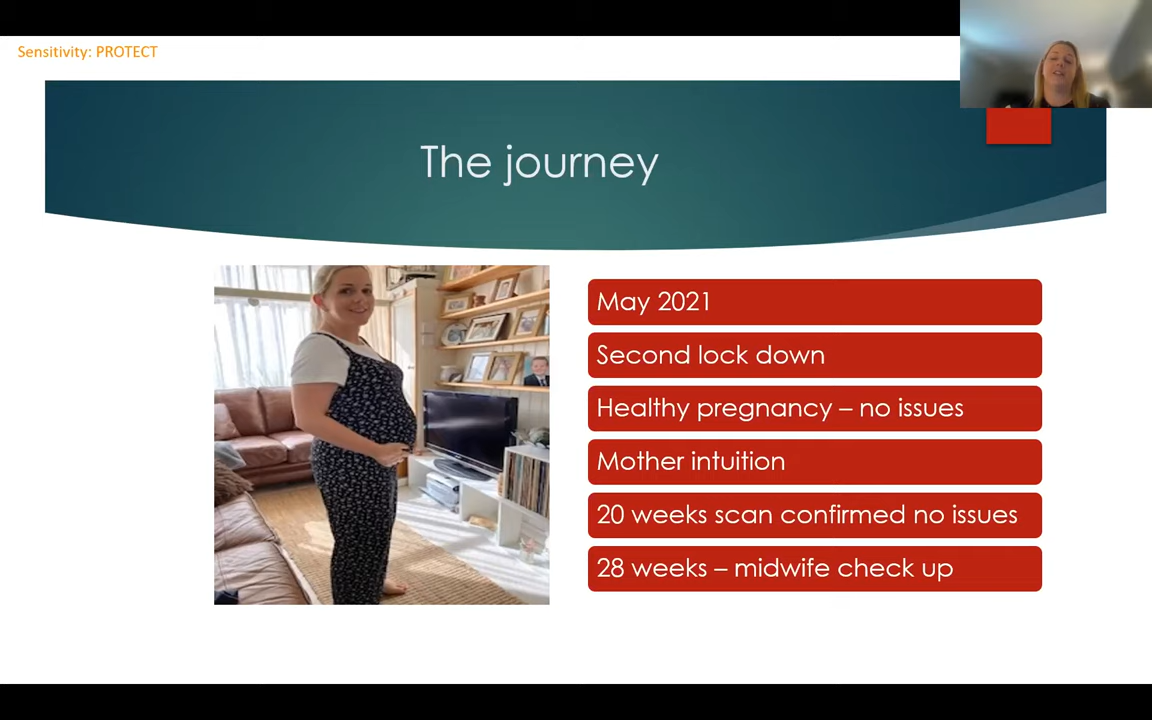 Sensitivity: PROTECT
The journey
May 2021
Second lock down
Healthy pregnancy – no issues
Mother intuition
20 weeks scan confirmed no issues
28 weeks – midwife check up